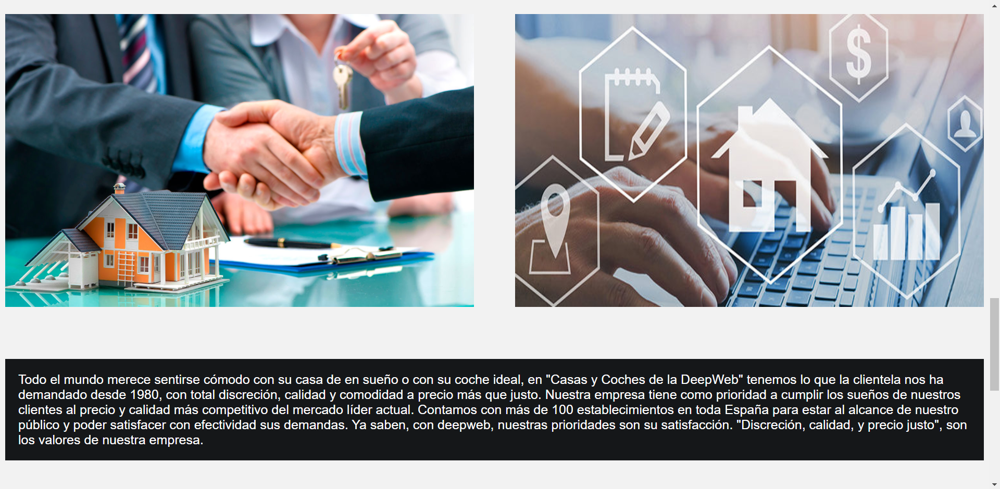 $
Todo el mundo merece sentirse cómodo con su casa de en sueño o con su coche ideal, en "Casas y Coches de la DeepWeb" tenemos lo que la clientela nos ha
demandado desde 1980, con total discreción, calidad y comodidad a precio más que justo. Nuestra empresa tiene como prioridad a cumplir los sueños de nuestros
clientes al precio y calidad más competitivo del mercado líder actual. Contamos con más de 100 establecimientos en toda España para estar al alcance de nuestro
público y poder satisfacer con efectividad sus demandas. Ya saben, con deepweb, nuestras prioridades son su satisfacción. "Discreción, calidad, y precio justo", son
los valores de nuestra empresa.